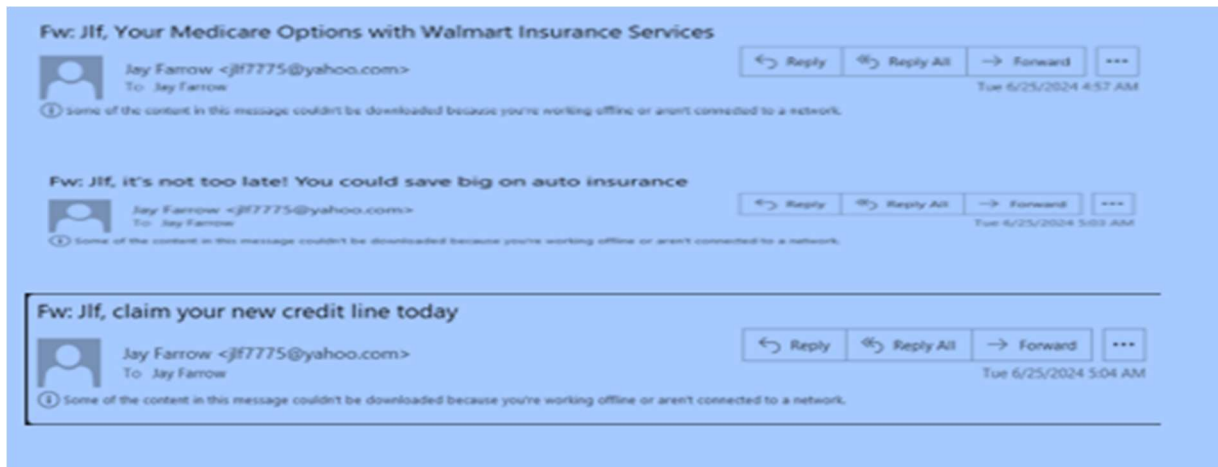 Fw: Jlf, Your Medicare Options with Walmart Insurance Services
Jay Farrow <jlf7775@yahoo.com>
Reply Reply All Forward
To Jay Farrow
Tue 6/25/2024 4:57 AM
Some of the content in this message couldn't be downloaded because you're working offline or aren't connected to a network.
Fw: Jlf, it's not too late! You could save big on auto insurance
Jay Farrow <jlf7775@yahoo.com>
Reply Reply All Forward
To Jay Farrow
Tue 6/25/2024 5:03 AM
Some of the content in this message couldn't be downloaded because you're working offline or aren't connected to a network.
Fw: Jlf, claim your new credit line today
Jay Farrow <jlf7775@yahoo.com>
Reply Reply All Forward
To Jay Farrow
Tue 6/25/2024 5:04 AM
Some of the content in this message couldn't be downloaded because you're working offline or aren't connected to a network.